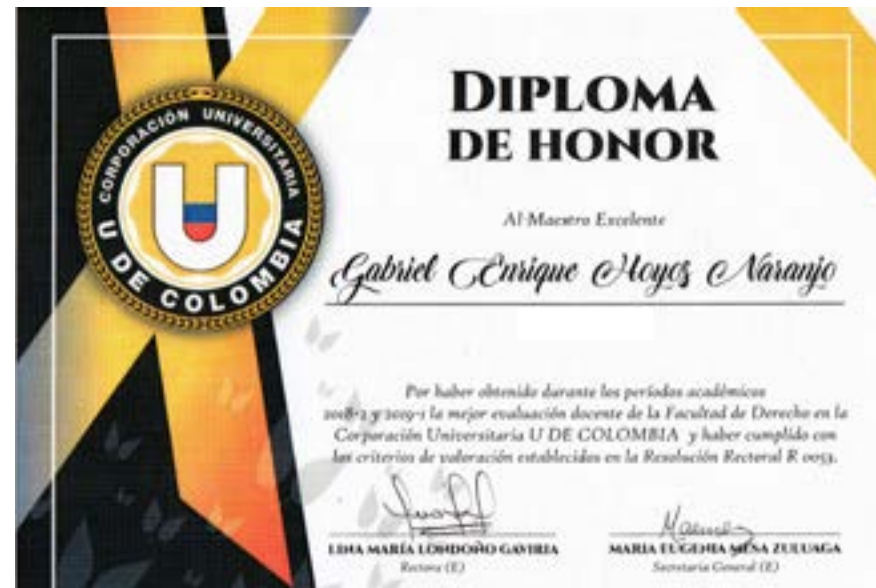 CORPORACIÓN UNIVERSITARIA
U DE COLOMBIA
U
DIPLOMA
DE HONOR
Al Maestro Excelente
Gabriel Enrique Hoyos Naranjo
Por haber obtenido durante los períodos académicos
2018-2 y 2019-1 la mejor evaluación docente de la Facultad de Derecho en la
Corporación Universitaria U DE COLOMBIA y haber cumplido con
los criterios de valoración establecidos en la Resolución Rectoral R 0053.
LINA MARÍA LONDOÑO GAVIRIA
Rectora (E)
MARÍA EUGENIA MESA ZULUAGA
Secretaria General (E)